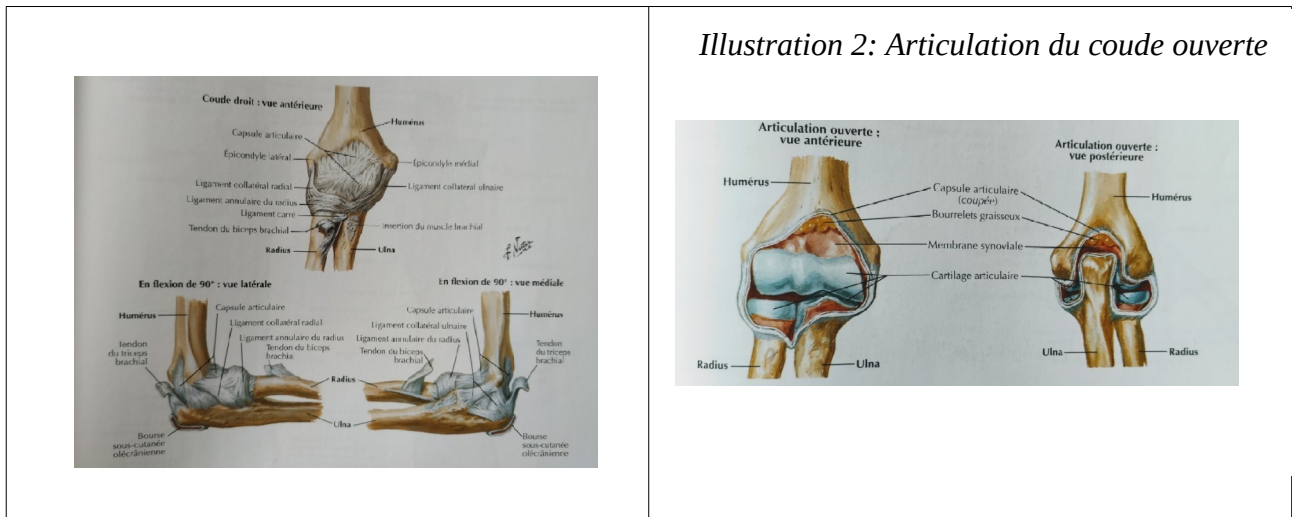 Coude droit : vue antérieure
Humérus
Capsule articulaire
Épicondyle latéral
Épicondyle médial
Ligament collatéral radial
Ligament collatéral ulnaire
Ligament annulaire du radius
Ligament carré
Tendon du biceps brachial
Insertion du muscle brachial
Radius
Ulna
F. Netter
En flexion de 90° : vue latérale
Capsule articulaire
Humérus
Ligament collatéral radial
Ligament annulaire du radius
Tendon du biceps
brachial
Tendon
du triceps
brachial
Bourse
sous-cutanée
olécrânienne
Radius
Ulna
En flexion de 90° : vue médiale
Capsule articulaire
Humérus
Ligament collatéral ulnaire
Ligament annulaire du radius
Tendon du biceps
brachial
Tendon
du triceps
brachial
Bourse
sous-cutanée
olécrânienne
Illustration 2: Articulation du coude ouverte
Articulation ouverte :
vue antérieure
Humérus
Capsule articulaire
(coupée)
Bourrelets graisseux
Membrane synoviale
Cartilage articulaire
Radius
Ulna
Articulation ouverte :
vue postérieure
Humérus
Ulna
Radius